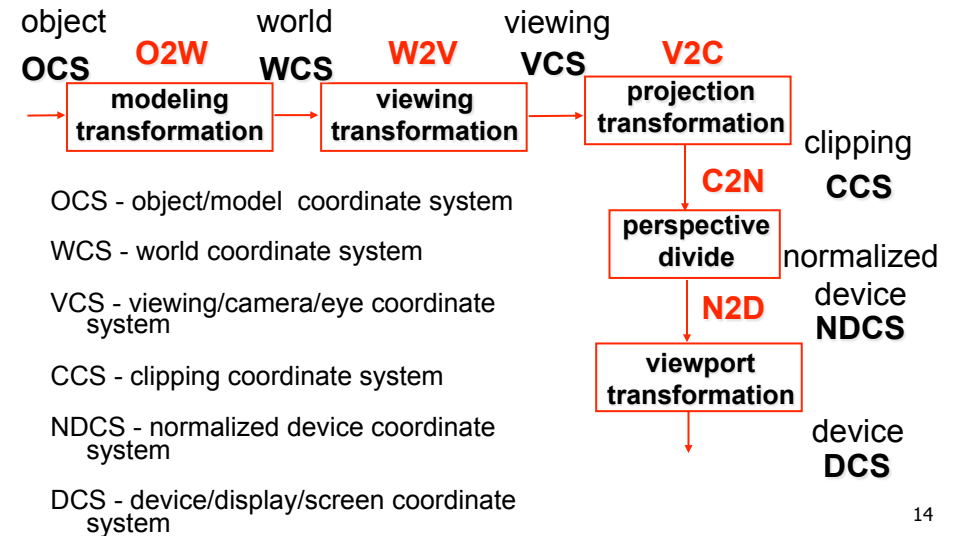 object
OCS
O2W
world
WCS
W2V
viewing
VCS
V2C
modeling
transformation
viewing
transformation
projection
transformation
clipping
CCS
C2N
perspective
divide
normalized
device
NDCS
N2D
viewport
transformation
device
DCS
OCS - object/model coordinate system
WCS - world coordinate system
VCS - viewing/camera/eye coordinate
system
CCS - clipping coordinate system
NDCS - normalized device coordinate
system
DCS - device/display/screen coordinate
system
14